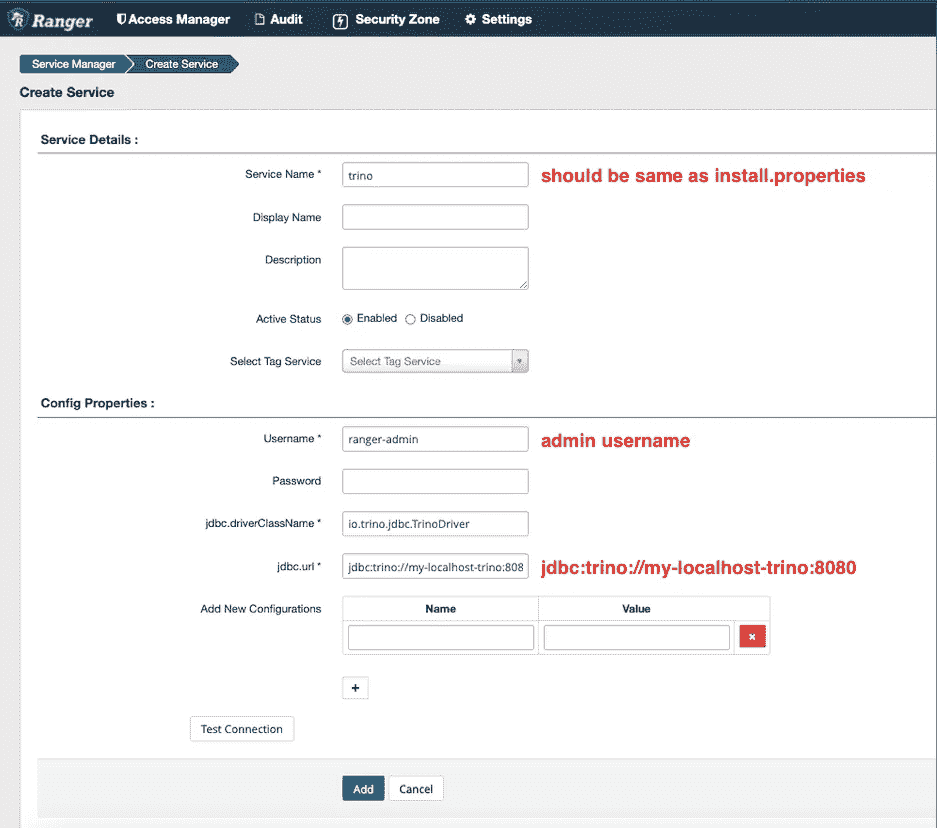 Ranger Access Manager Audit Security Zone Settings
Service Manager Create Service
Create Service
Service Details :
Service Name * trino should be same as install.properties
Display Name
Description
Active Status Enabled Disabled
Select Tag Service Select Tag Service
Config Properties :
Username * ranger-admin admin username
Password
jdbc.driverClassName * io.trino.jdbc.TrinoDriver
jdbc.url * jdbc:trino://my-localhost-trino:808 jdbc:trino://my-localhost-trino:8080
Add New Configurations Name Value
Test Connection
Add Cancel